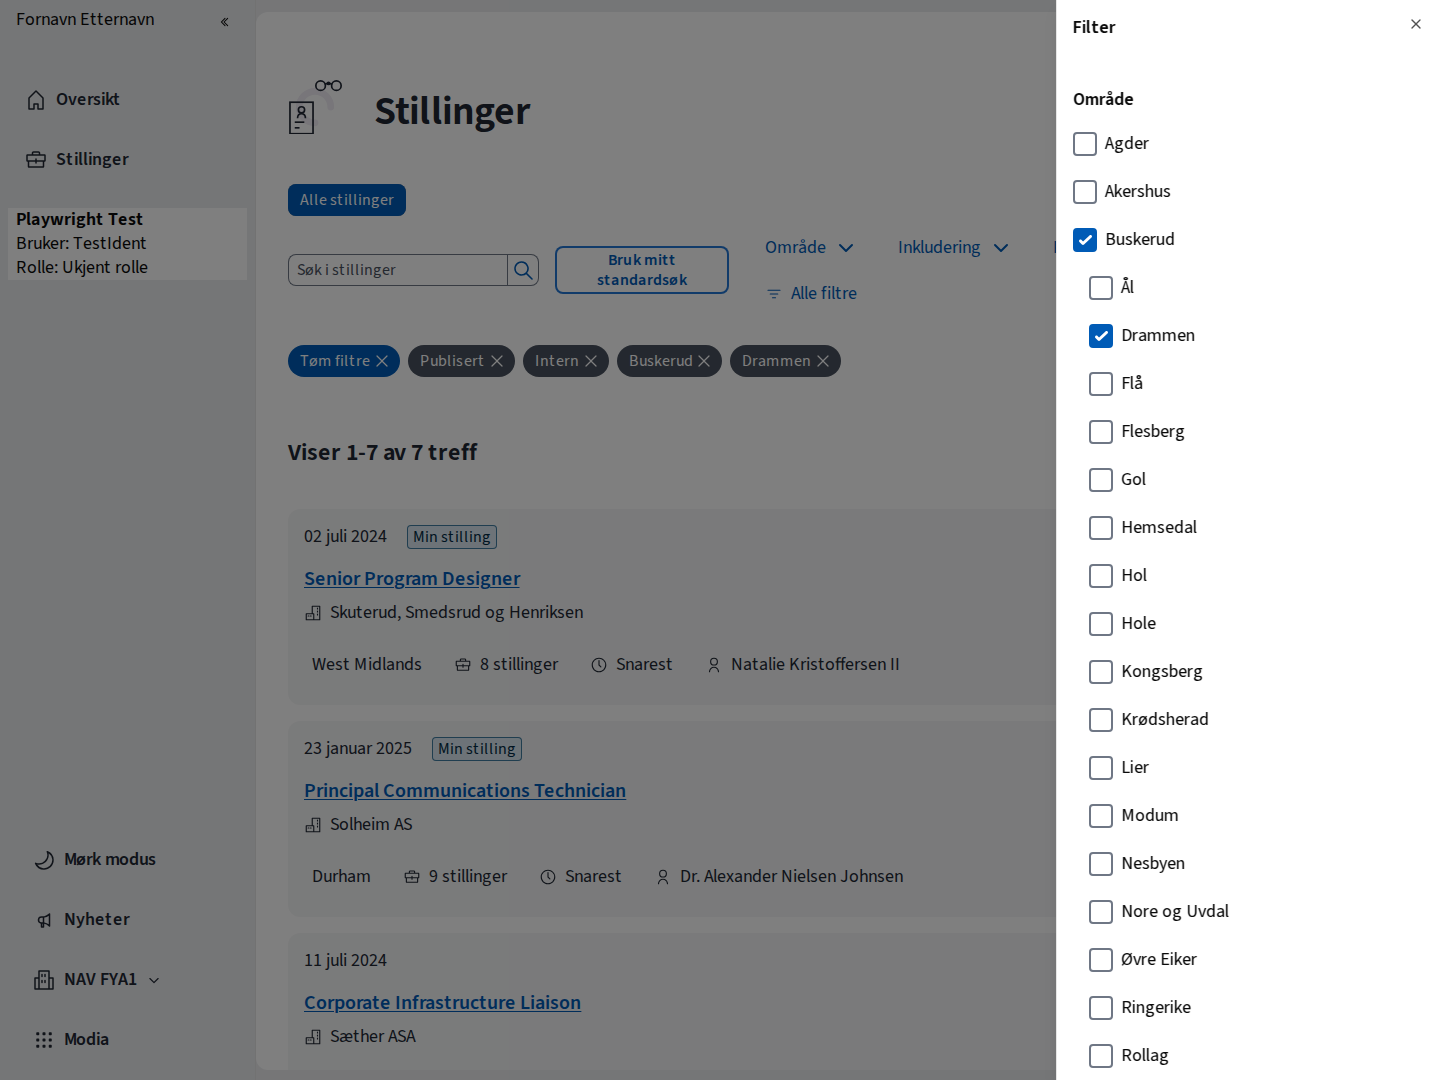 Fornavn Etternavn
Oversikt
Stillinger
Playwright Test
Bruker: TestIdent
Rolle: Ukjent rolle
Mørk modus
Nyheter
NAV FYA1
Media
Stillinger
Alle stillinger
Søk i stillinger
Bruk mitt
standardsøk
Område
Inkludering
Alle filtre
Tøm filtre
Publisert
Intern
Buskerud
Drammen
Viser 1-7 av 7 treff
02 juli 2024
Min stilling
Senior Program Designer
Skuterud, Smedsrud og Henriksen
West Midlands
8 stillinger
Snarest
Natalie Kristoffersen II
23 januar 2025
Min stilling
Principal Communications Technician
Solheim AS
Durham
9 stillinger
Snarest
Dr. Alexander Nielsen Johnsen
11 juli 2024
Corporate Infrastructure Liaison
Sæther ASA
Filter
Område
Agder
Akershus
Buskerud
Ål
Drammen
Flå
Flesberg
Gol
Hemsedal
Hol
Hole
Kongsberg
Krødsherad
Lier
Modum
Nesbyen
Nore og Uvdal
Øvre Eiker
Ringerike
Rollag